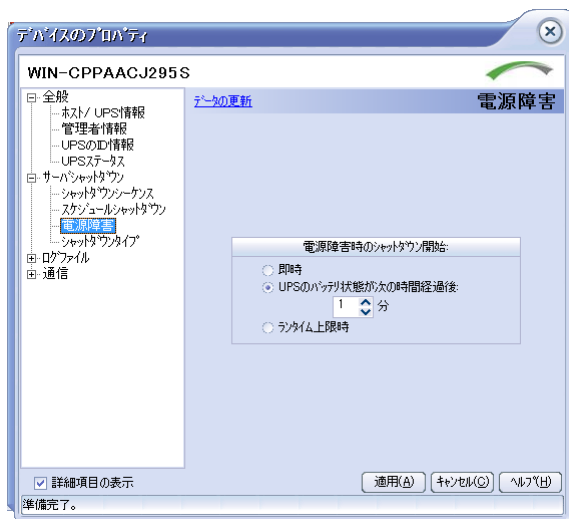 ﾃﾞﾊﾞｲｽのﾌﾟﾛﾊﾟﾃｨ
WIN-CPPAACJ295S
全般
ﾎｽﾄ/ UPS情報
管理者情報
UPSのID情報
UPSｽﾃｰﾀｽ
ｻｰﾊﾞｼｬｯﾄﾀﾞｳﾝ
ｼｬｯﾄﾀﾞｳﾝｼｰｹﾝｽ
ｽｹｼﾞｭｰﾙｼｬｯﾄﾀﾞｳﾝ
電源障害
ｼｬｯﾄﾀﾞｳﾝﾀｲﾌﾟ
ﾛｸﾞﾌｧｲﾙ
通信
ﾃﾞｰﾀの更新
電源障害
電源障害時のｼｬｯﾄﾀﾞｳﾝ開始:
即時
UPSのﾊﾞｯﾃﾘ状態が次の時間経過後:
1 分
ﾗﾝﾀｲﾑ上限時
詳細項目の表示
適用(A) ｷｬﾝｾﾙ(C) ﾍﾙﾌﾟ(H)
準備完了。